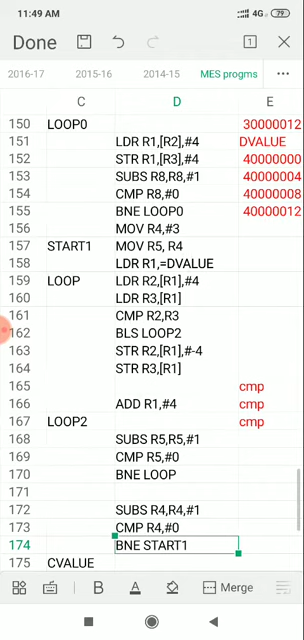 11:49 AM 4G 79
Done 1
2016-17 2015-16 2014-15 MES progms
C D E
150 LOOP0 30000012
151 LDR R1,[R2],#4 DVALUE
152 STR R1,[R3],#4 40000000
153 SUBS R8,R8,#1 40000004
154 CMP R8,#0 40000008
155 BNE LOOP0 40000012
156 MOV R4,#3
157 START1 MOV R5, R4
158 LDR R1,=DVALUE
159 LOOP LDR R2,[R1],#4
160 LDR R3,[R1]
161 CMP R2,R3
162 BLS LOOP2
163 STR R2,[R1],#-4
164 STR R3,[R1]
165 cmp
166 ADD R1,#4 cmp
167 LOOP2 cmp
168 SUBS R5,R5,#1
169 CMP R5,#0
170 BNE LOOP
171
172 SUBS R4,R4,#1
173 CMP R4,#0
174 BNE START1
175 CVALUE
B A Merge